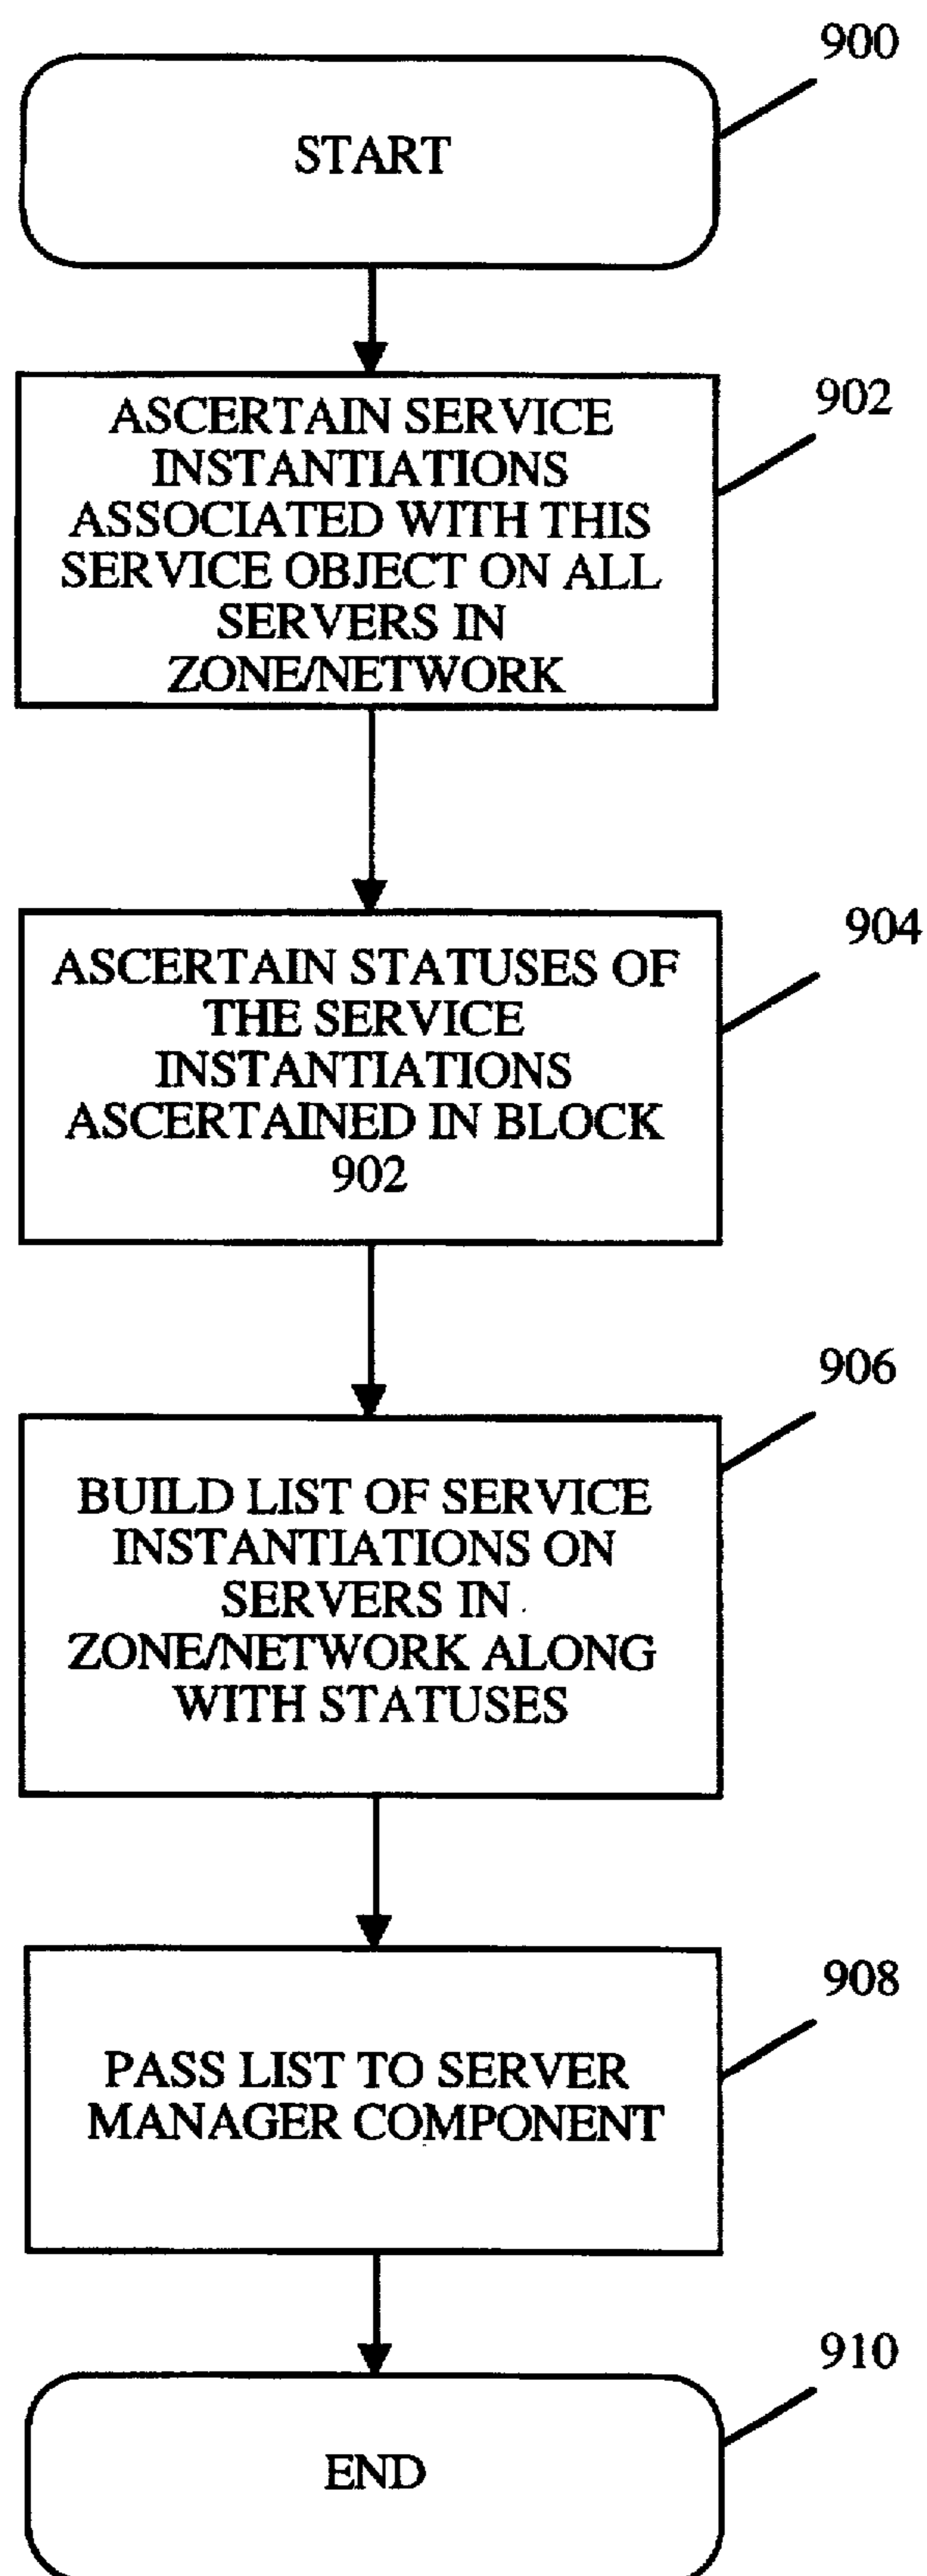 900
START
902
ASCERTAIN SERVICE
INSTANTIATIONS
ASSOCIATED WITH THIS
SERVICE OBJECT ON ALL
SERVERS IN
ZONE/NETWORK
904
ASCERTAIN STATUSES OF
THE SERVICE
INSTANTIATIONS
ASCERTAINED IN BLOCK
902
906
BUILD LIST OF SERVICE
INSTANTIATIONS ON
SERVERS IN
ZONE/NETWORK ALONG
WITH STATUSES
908
PASS LIST TO SERVER
MANAGER COMPONENT
910
END